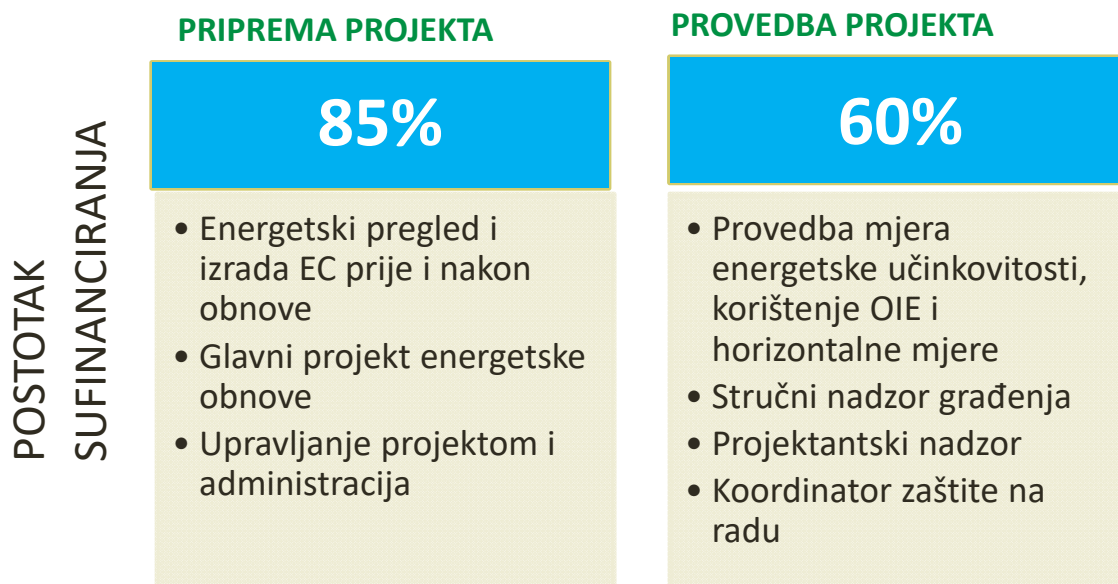 POSTOTAK
SUFINANCIRANJA
PRIPREMA PROJEKTA
85%
• Energetski pregled i
izrada EC prije i nakon
obnove
• Glavni projekt energetske
obnove
• Upravljanje projektom i
administracija
PROVEDBA PROJEKTA
60%
• Provedba mjera
energetske učinkovitosti,
korištenje OIE i
horizontalne mjere
• Stručni nadzor građenja
• Projektantski nadzor
• Koordinator zaštite na
radu